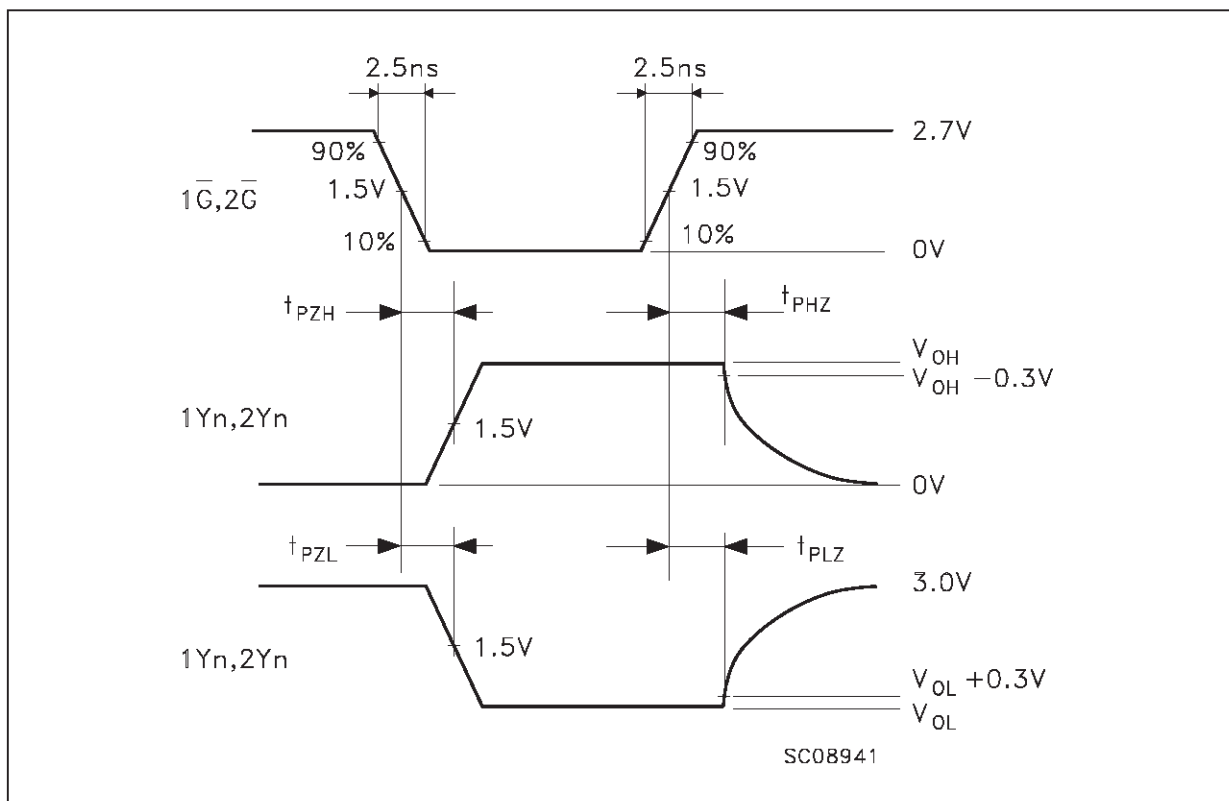 2.5ns 2.5ns
2.7V
90% 90%
1G̅,2G̅ 1.5V 1.5V
10% 10%
0V
tPZH tPHZ
VOH
VOH −0.3V
1Yn,2Yn 1.5V
0V
tPZL tPLZ
3.0V
1Yn,2Yn 1.5V
VOL +0.3V
VOL
SC08941